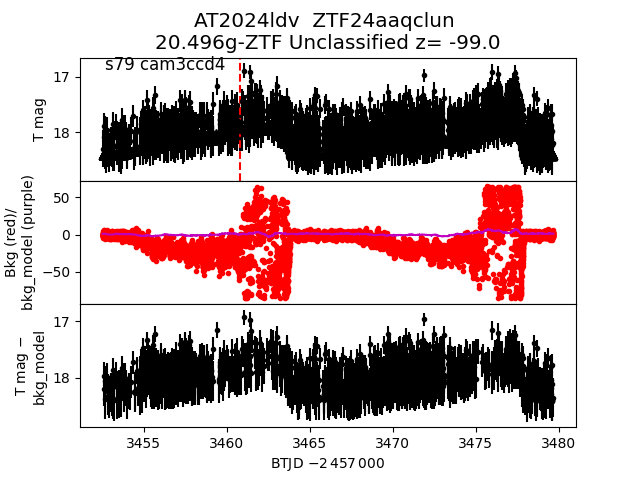 AT2024ldv  ZTF24aaqclun
20.496g-ZTF Unclassified z= -99.0
s79 cam3ccd4
17
18
T mag
50
0
−50
Bkg (red)/
bkg_model (purple)
17
18
T mag −
bkg_model
3455 3460 3465 3470 3475 3480
BTJD −2 457 000